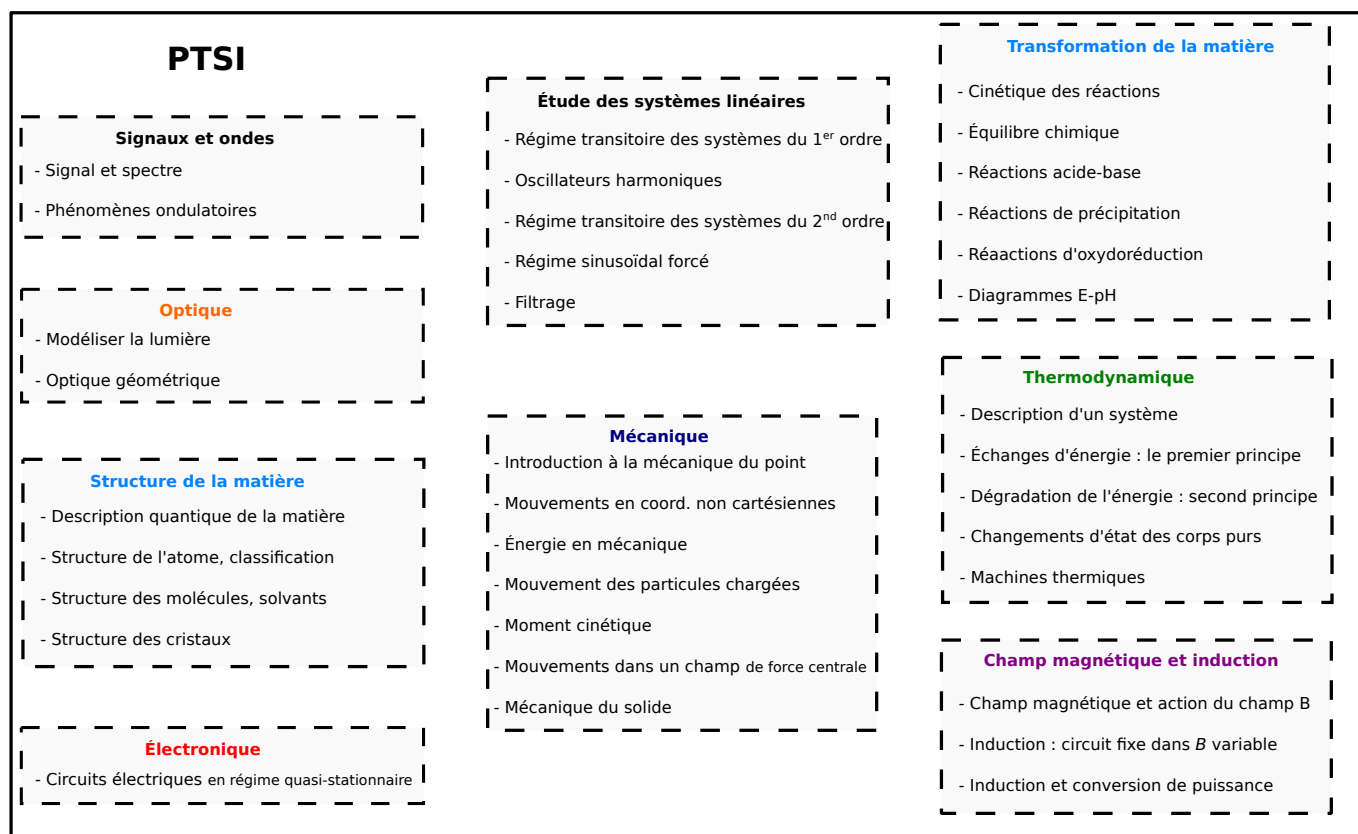 PTSI
Signaux et ondes
- Signal et spectre
- Phénomènes ondulatoires
Optique
- Modéliser la lumière
- Optique géométrique
Structure de la matière
- Description quantique de la matière
- Structure de l'atome, classification
- Structure des molécules, solvants
- Structure des cristaux
Électronique
- Circuits électriques en régime quasi-stationnaire
Étude des systèmes linéaires
- Régime transitoire des systèmes du 1er ordre
- Oscillateurs harmoniques
- Régime transitoire des systèmes du 2nd ordre
- Régime sinusoïdal forcé
- Filtrage
Mécanique
- Introduction à la mécanique du point
- Mouvements en coord. non cartésiennes
- Énergie en mécanique
- Mouvement des particules chargées
- Moment cinétique
- Mouvements dans un champ de force centrale
- Mécanique du solide
Transformation de la matière
- Cinétique des réactions
- Équilibre chimique
- Réactions acide-base
- Réactions de précipitation
- Réaactions d'oxydoréduction
- Diagrammes E-pH
Thermodynamique
- Description d'un système
- Échanges d'énergie : le premier principe
- Dégradation de l'énergie : second principe
- Changements d'état des corps purs
- Machines thermiques
Champ magnétique et induction
- Champ magnétique et action du champ B
- Induction : circuit fixe dans B variable
- Induction et conversion de puissance